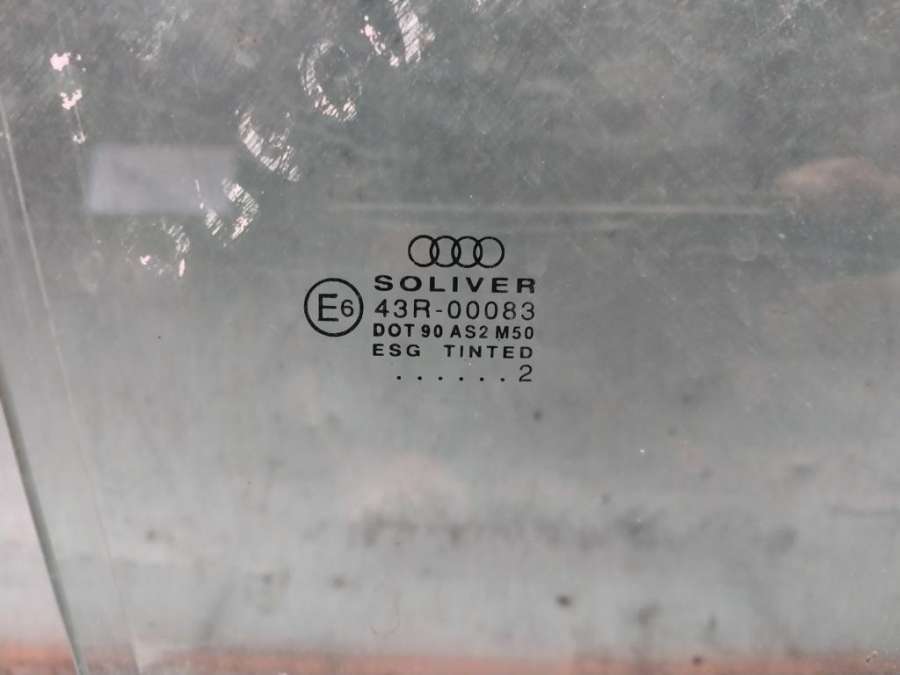 SOLIVER
E6
43R-00083
DOT 90 AS2 M50
ESG TINTED
. . . . . . 2